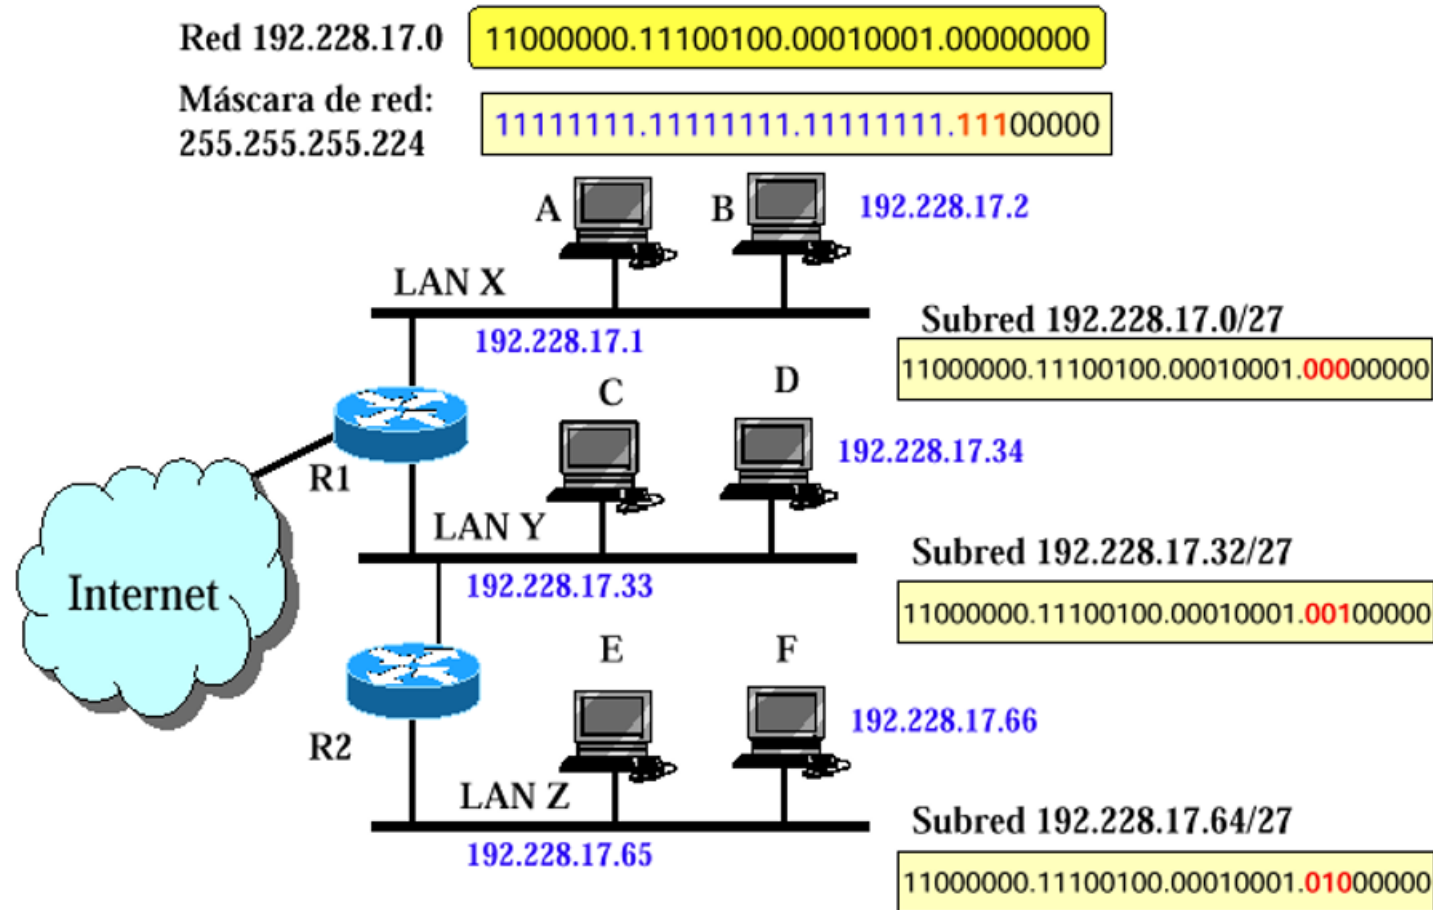 Red 192.228.17.0
11000000.11100100.00010001.00000000
Máscara de red:
255.255.255.224
11111111.11111111.11111111.11100000
A
B
192.228.17.2
LAN X
192.228.17.1
Subred 192.228.17.0/27
11000000.11100100.00010001.00000000
C
D
192.228.17.34
R1
LAN Y
192.228.17.33
Subred 192.228.17.32/27
11000000.11100100.00010001.00100000
Internet
E
F
192.228.17.66
R2
LAN Z
192.228.17.65
Subred 192.228.17.64/27
11000000.11100100.00010001.01000000